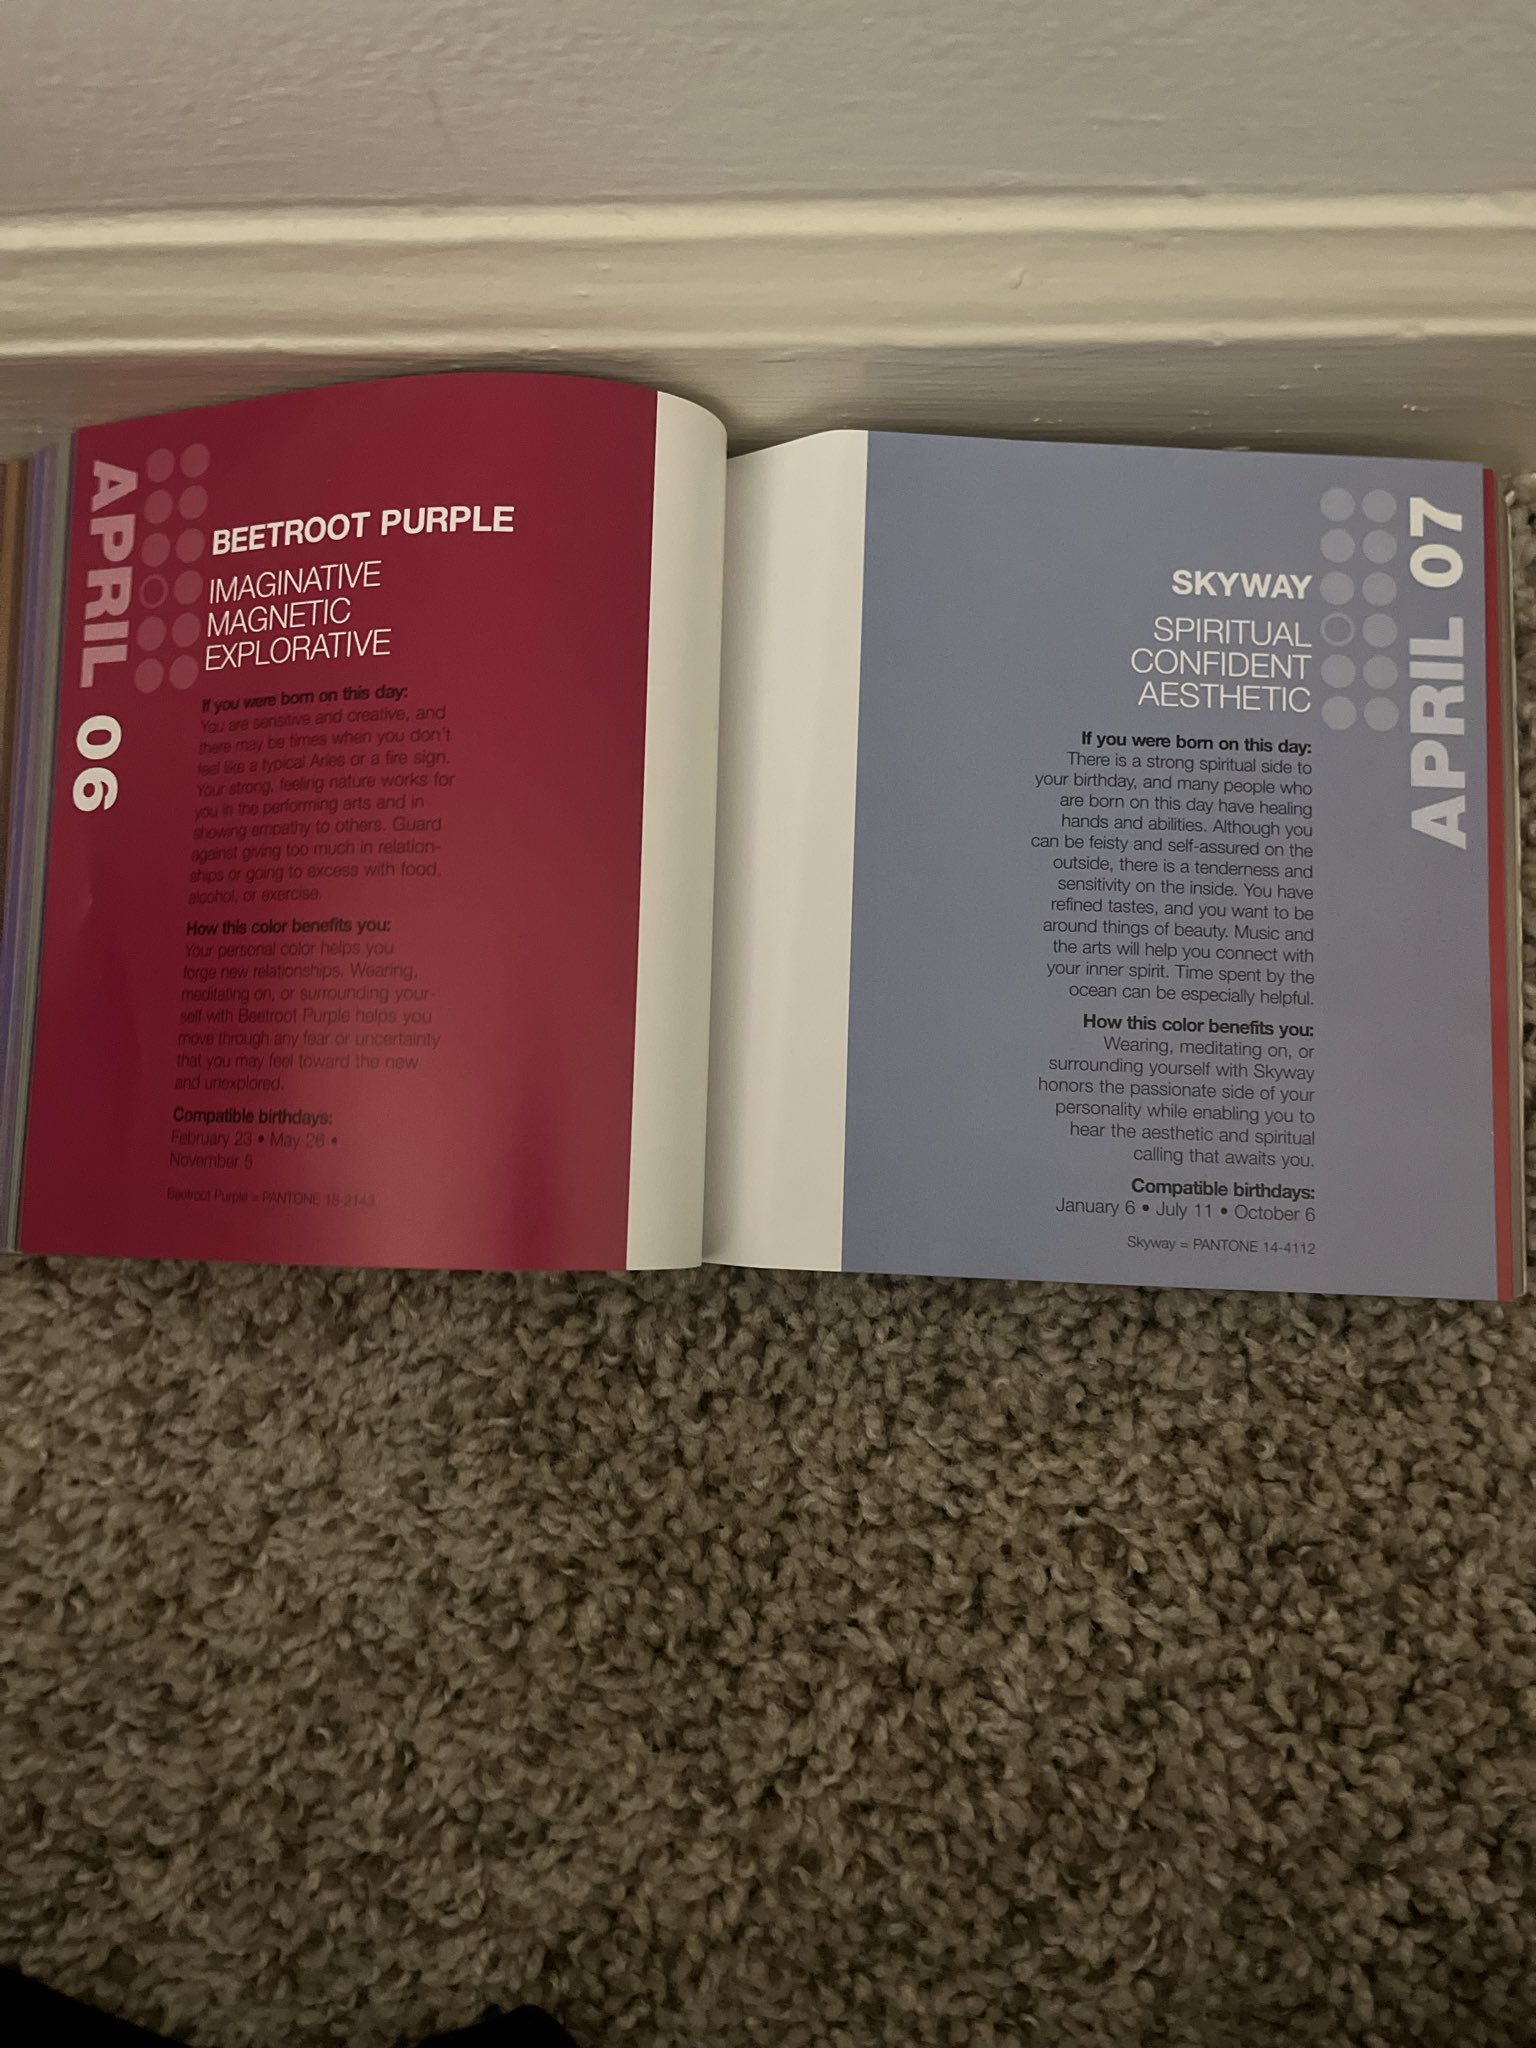 APRIL 06
BEETROOT PURPLE
IMAGINATIVE
MAGNETIC
EXPLORATIVE
If you were born on this day:
You are sensitive and creative, and
there may be times when you don't
feel like a typical Aries or a fire sign.
Your strong, feeling nature works for
you in the performing arts and in
showing empathy to others. Guard
against giving too much in relation-
ships or going to excess with food,
alcohol, or exercise.
How this color benefits you:
Your personal color helps you
forge new relationships. Wearing,
meditating on, or surrounding your-
self with Beetroot Purple helps you
move through any fear or uncertainty
that you may feel toward the new
and unexplored.
Compatible birthdays:
February 23 • May 26 •
November 5
Beetroot Purple = PANTONE 18-2143
APRIL 07
SKYWAY
SPIRITUAL
CONFIDENT
AESTHETIC
If you were born on this day:
There is a strong spiritual side to
your birthday, and many people who
are born on this day have healing
hands and abilities. Although you
can be feisty and self-assured on the
outside, there is a tenderness and
sensitivity on the inside. You have
refined tastes, and you want to be
around things of beauty. Music and
the arts will help you connect with
your inner spirit. Time spent by the
ocean can be especially helpful.
How this color benefits you:
Wearing, meditating on, or
surrounding yourself with Skyway
honors the passionate side of your
personality while enabling you to
hear the aesthetic and spiritual
calling that awaits you.
Compatible birthdays:
January 6 • July 11 • October 6
Skyway = PANTONE 14-4112